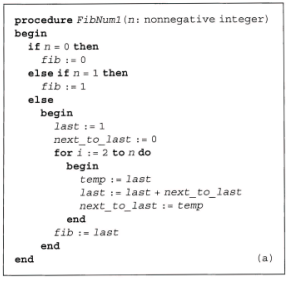 procedure FibNum1(n: nonnegative integer)
begin
if n = 0 then
fib := 0
else if n = 1 then
fib := 1
else
begin
last := 1
next_to_last := 0
for i := 2 to n do
begin
temp := last
last := last + next_to_last
next_to_last := temp
end
fib := last
end
end (a)